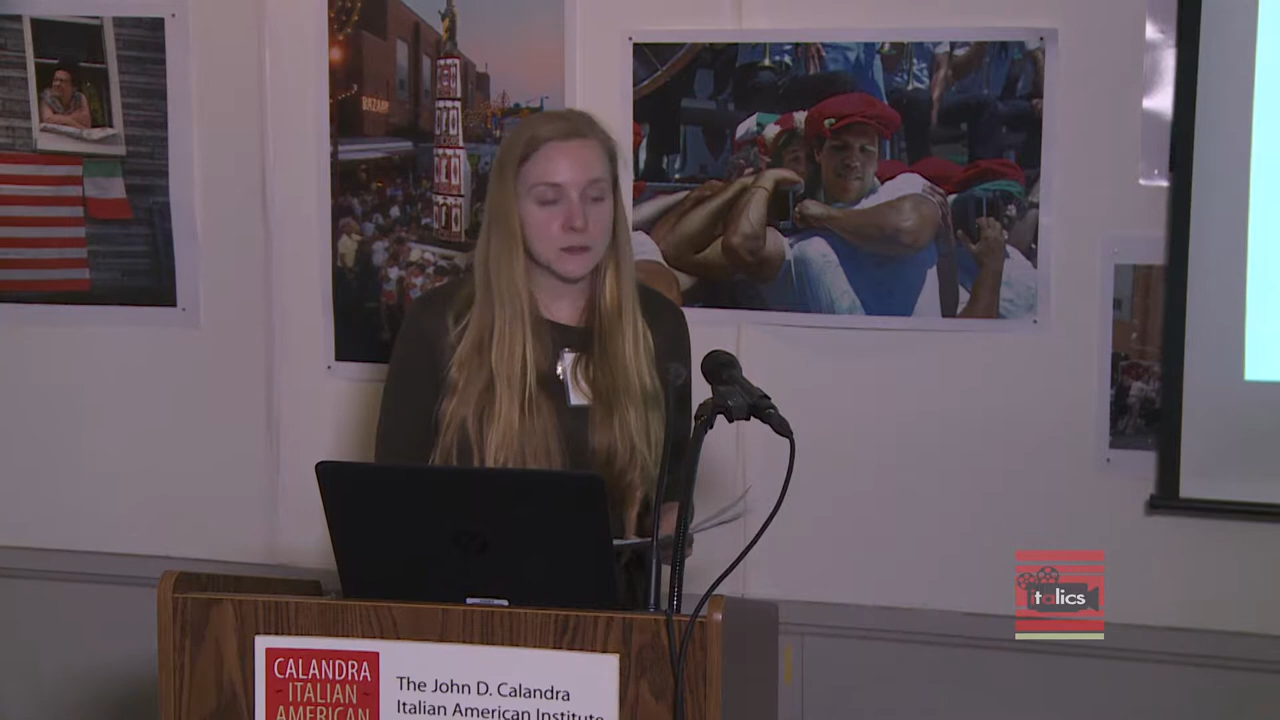 BAZAAR
italics
CALANDRA
ITALIAN
AMERICAN
The John D. Calandra
Italian American Institute